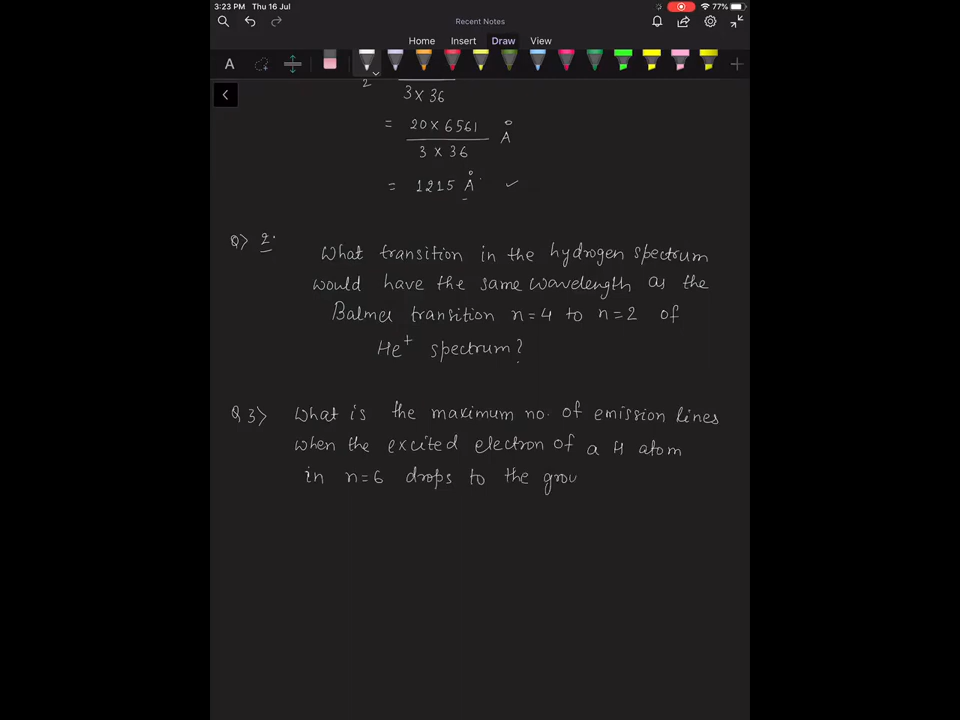 3:23 PM Thu 16 Jul
77%
Recent Notes
Home Insert Draw View
A
2
3 x 36
= 20 x 6561 Å
3 x 36
= 1215 Å ✓
Q> 2.
What transition in the hydrogen spectrum
would have the same wavelength as the
Balmer transition n=4 to n=2 of
He+ spectrum?
Q 3> What is the maximum no. of emission lines
when the excited electron of a H atom
in n=6 drops to the grou